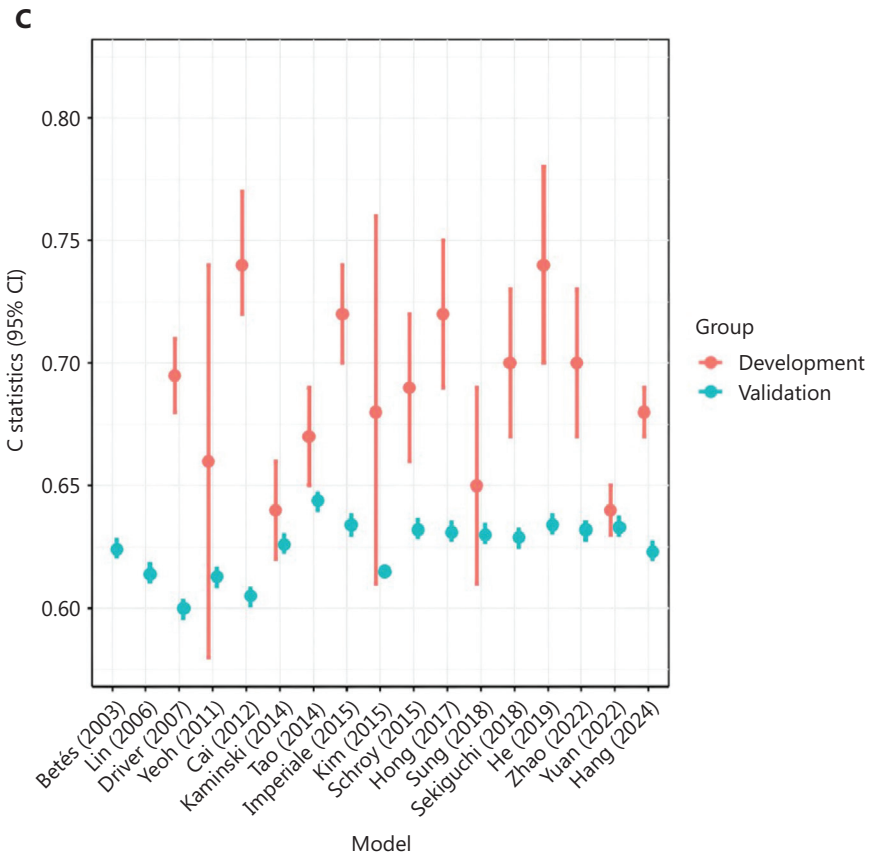 C
C statistics (95% CI)
0.80
0.75
0.70
0.65
0.60
Betés (2003)
Lin (2006)
Driver (2007)
Yeoh (2011)
Cai (2012)
Kaminski (2014)
Tao (2014)
Imperiale (2015)
Kim (2015)
Schroy (2015)
Hong (2017)
Sung (2018)
Sekiguchi (2018)
He (2019)
Zhao (2022)
Yuan (2022)
Hang (2024)
Model
Group
Development
Validation